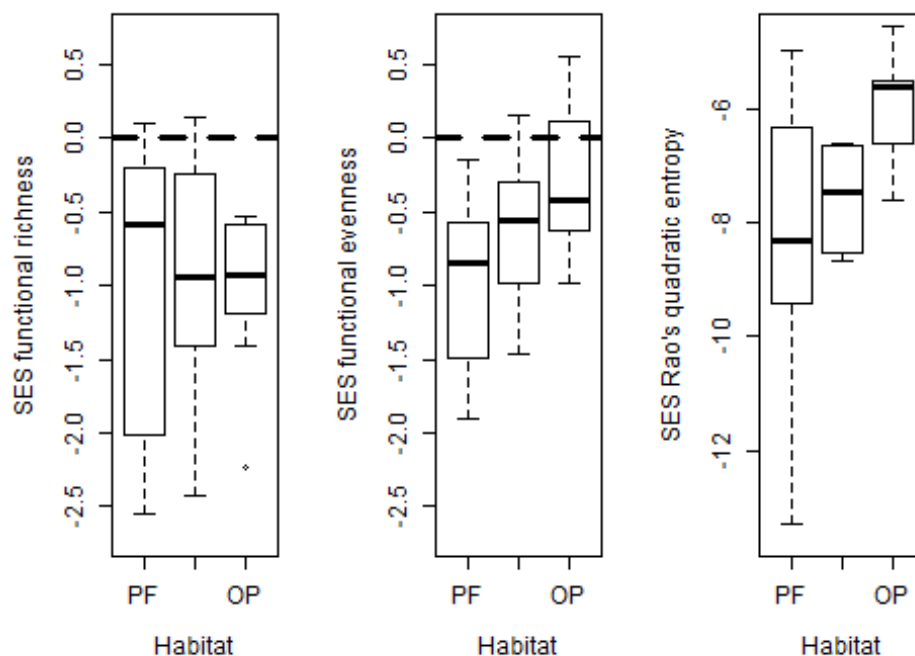 SES functional richness
0.5
0.0
-0.5
-1.0
-1.5
-2.0
-2.5
PF OP
Habitat
SES functional evenness
0.5
0.0
-0.5
-1.0
-1.5
-2.0
-2.5
PF OP
Habitat
SES Rao's quadratic entropy
-6
-8
-10
-12
PF OP
Habitat